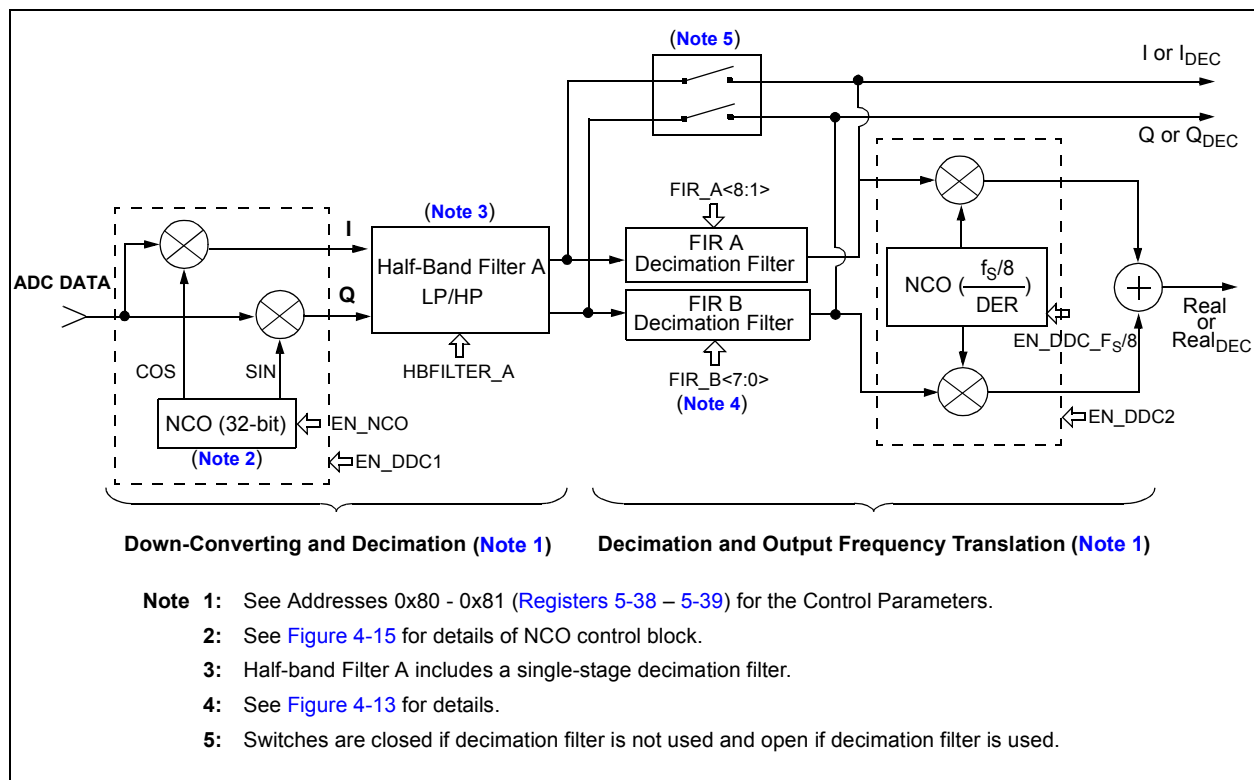 (Note 5)
I or I_DEC
Q or Q_DEC
FIR_A<8:1>
(Note 3)
I
FIR A
Decimation Filter
ADC DATA
Half-Band Filter A
LP/HP
NCO (f_S/8 / DER)
Q
FIR B
Decimation Filter
Real
or
Real_DEC
EN_DDC_F_S/8
COS
SIN
HBFILTER_A
FIR_B<7:0>
(Note 4)
NCO (32-bit)
EN_NCO
EN_DDC2
(Note 2)
EN_DDC1
Down-Converting and Decimation (Note 1)
Decimation and Output Frequency Translation (Note 1)
Note 1: See Addresses 0x80 - 0x81 (Registers 5-38 – 5-39) for the Control Parameters.
2: See Figure 4-15 for details of NCO control block.
3: Half-band Filter A includes a single-stage decimation filter.
4: See Figure 4-13 for details.
5: Switches are closed if decimation filter is not used and open if decimation filter is used.